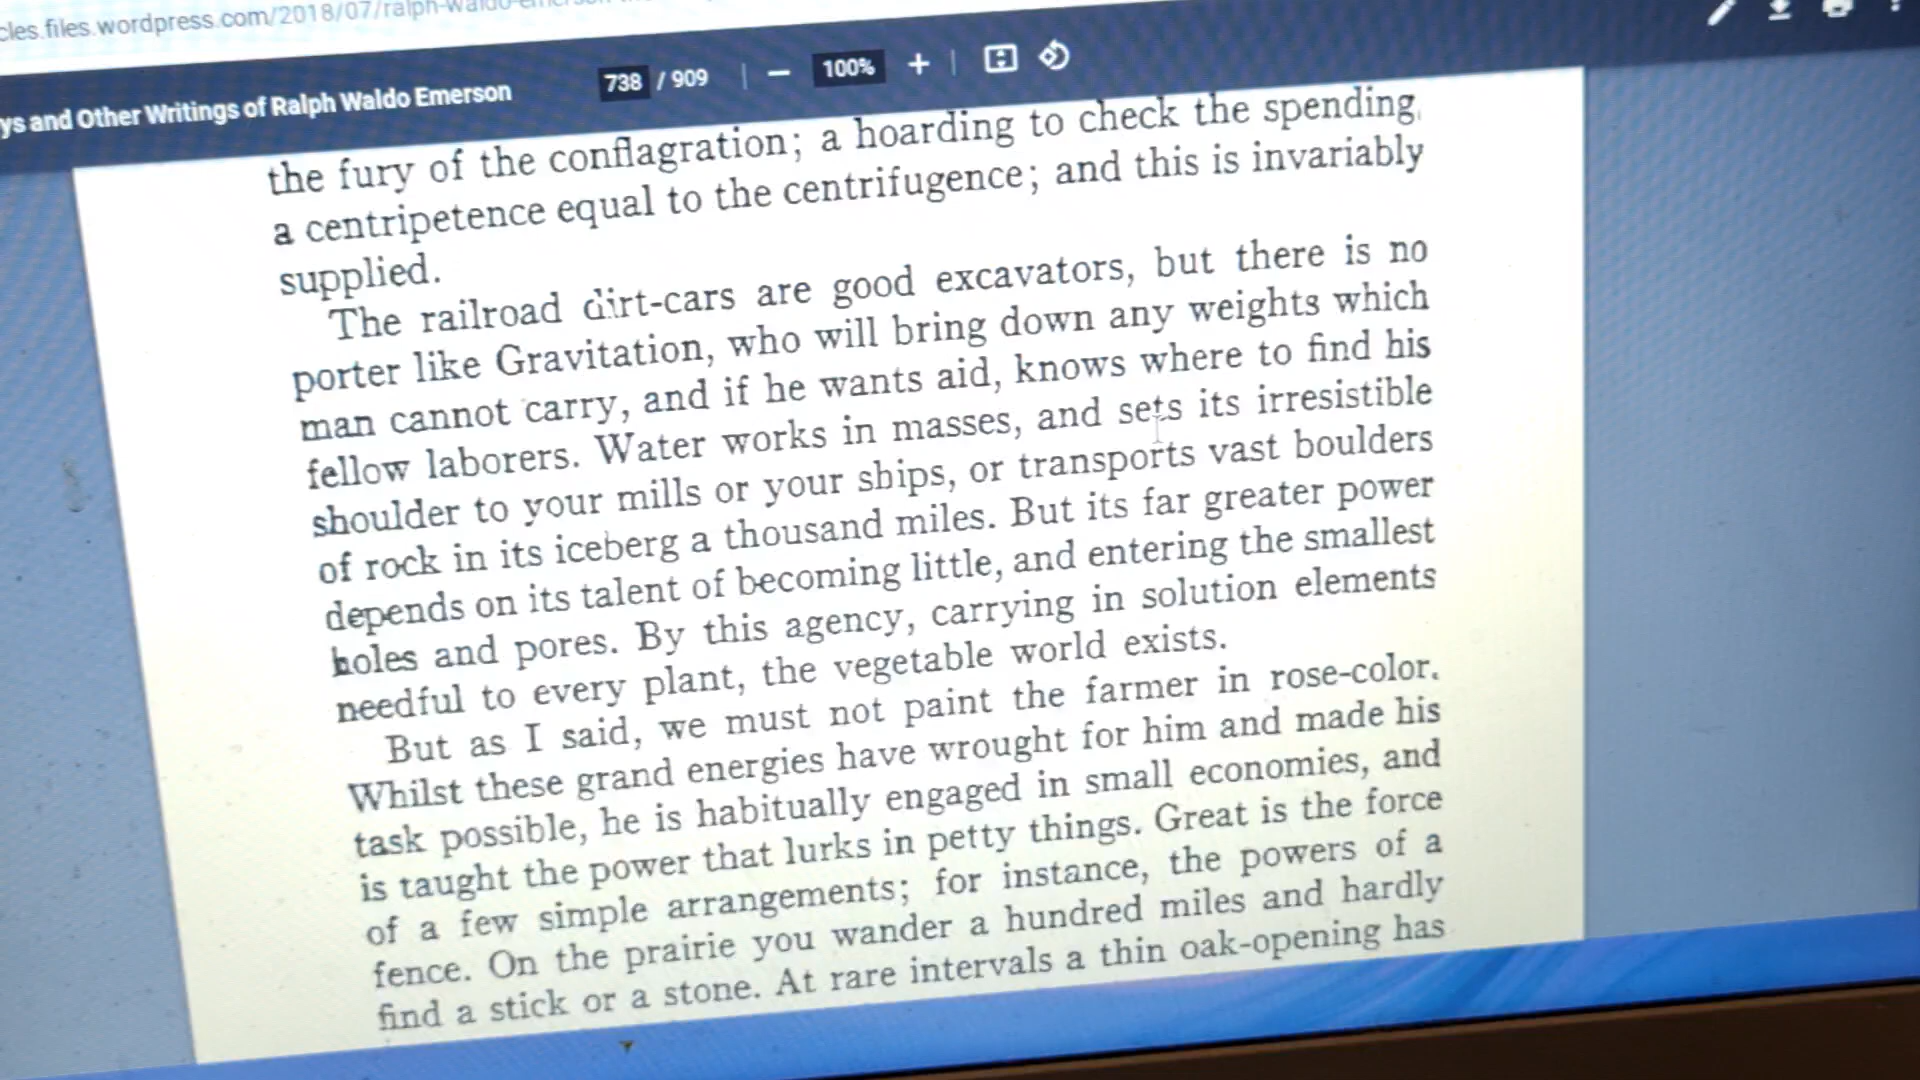 cles.files.wordpress.com/2018/07/ralph-waldo-emerson-
ys and Other Writings of Ralph Waldo Emerson 738 / 909 100%
the fury of the conflagration; a hoarding to check the spending,
a centripetence equal to the centrifugence; and this is invariably
supplied.
The railroad dirt-cars are good excavators, but there is no
porter like Gravitation, who will bring down any weights which
man cannot carry, and if he wants aid, knows where to find his
fellow laborers. Water works in masses, and sets its irresistible
shoulder to your mills or your ships, or transports vast boulders
of rock in its iceberg a thousand miles. But its far greater power
depends on its talent of becoming little, and entering the smallest
holes and pores. By this agency, carrying in solution elements
needful to every plant, the vegetable world exists.
But as I said, we must not paint the farmer in rose-color.
Whilst these grand energies have wrought for him and made his
task possible, he is habitually engaged in small economies, and
is taught the power that lurks in petty things. Great is the force
of a few simple arrangements; for instance, the powers of a
fence. On the prairie you wander a hundred miles and hardly
find a stick or a stone. At rare intervals a thin oak-opening has